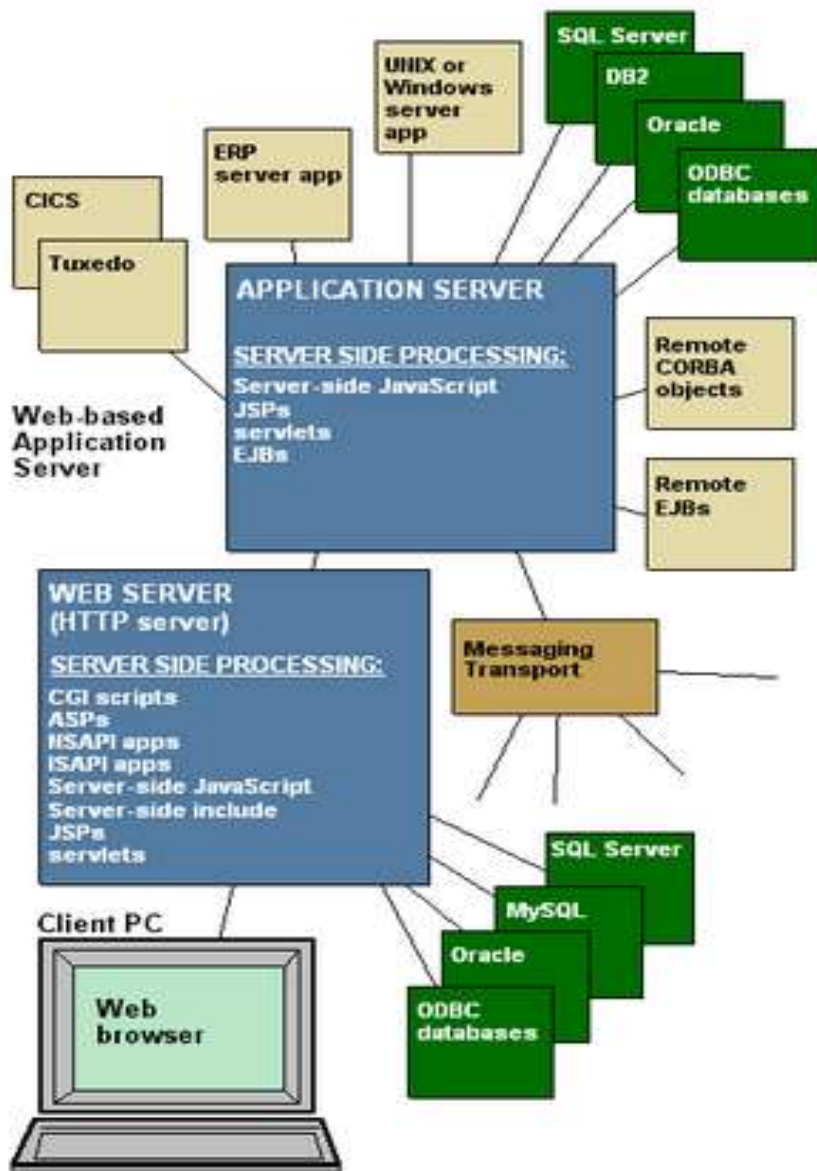 SQL Server
DB2
Oracle
ODBC
databases
UNIX or
Windows
server
app
ERP
server app
CICS
Tuxedo
APPLICATION SERVER
SERVER SIDE PROCESSING:
Server-side JavaScript
JSPs
servlets
EJBs
Remote
CORBA
objects
Remote
EJBs
Web-based
Application
Server
WEB SERVER
(HTTP server)
SERVER SIDE PROCESSING:
CGI scripts
ASPs
NSAPI apps
ISAPI apps
Server-side JavaScript
Server-side include
JSPs
servlets
Messaging
Transport
SQL Server
MySQL
Oracle
ODBC
databases
Client PC
Web
browser